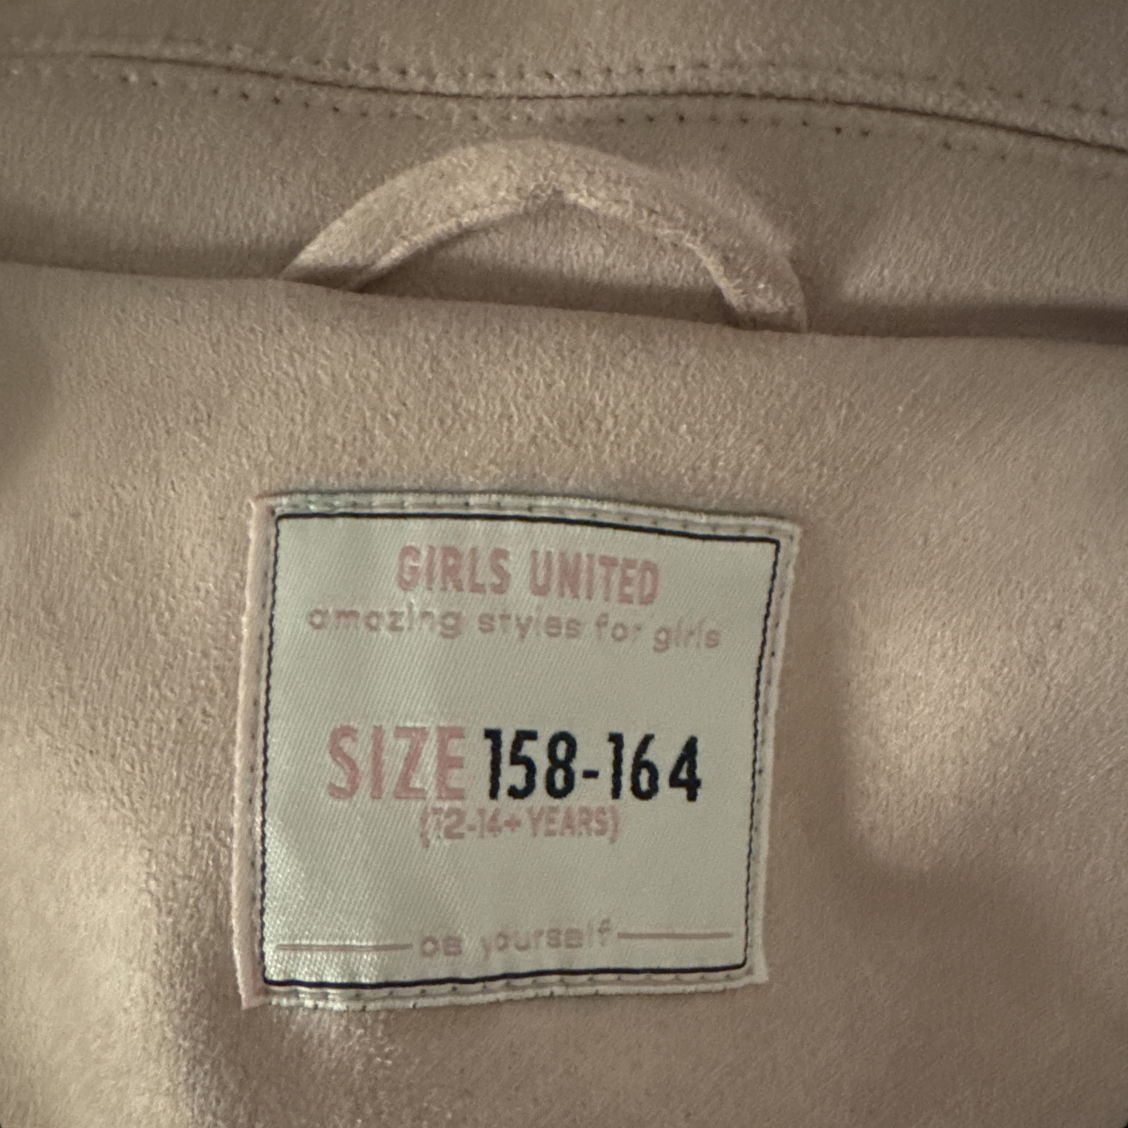 GIRLS UNITED
amazing styles for girls
SIZE 158-164
(12-14+ YEARS)
be yourself